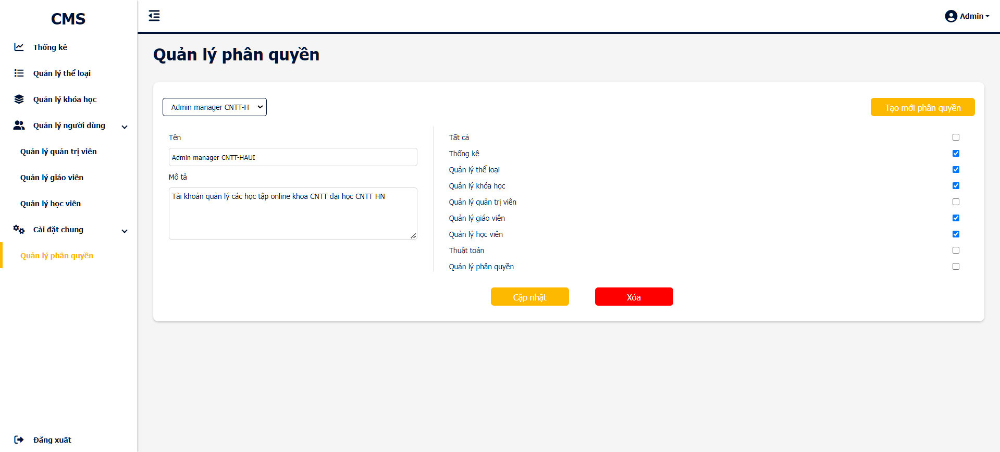 CMS
Thống kê
Quản lý thể loại
Quản lý khóa học
Quản lý người dùng
Quản lý quản trị viên
Quản lý giáo viên
Quản lý học viên
Cài đặt chung
Quản lý phân quyền
Đăng xuất
Admin
Quản lý phân quyền
Admin manager CNTT-H
Tạo mới phân quyền
Tên
Admin manager CNTT-HAUI
Mô tả
Tài khoản quản lý các học tập online khoa CNTT đại học CNTT HN
Tất cả
Thống kê
Quản lý thể loại
Quản lý khóa học
Quản lý quản trị viên
Quản lý giáo viên
Quản lý học viên
Thuật toán
Quản lý phân quyền
Cập nhật
Xóa